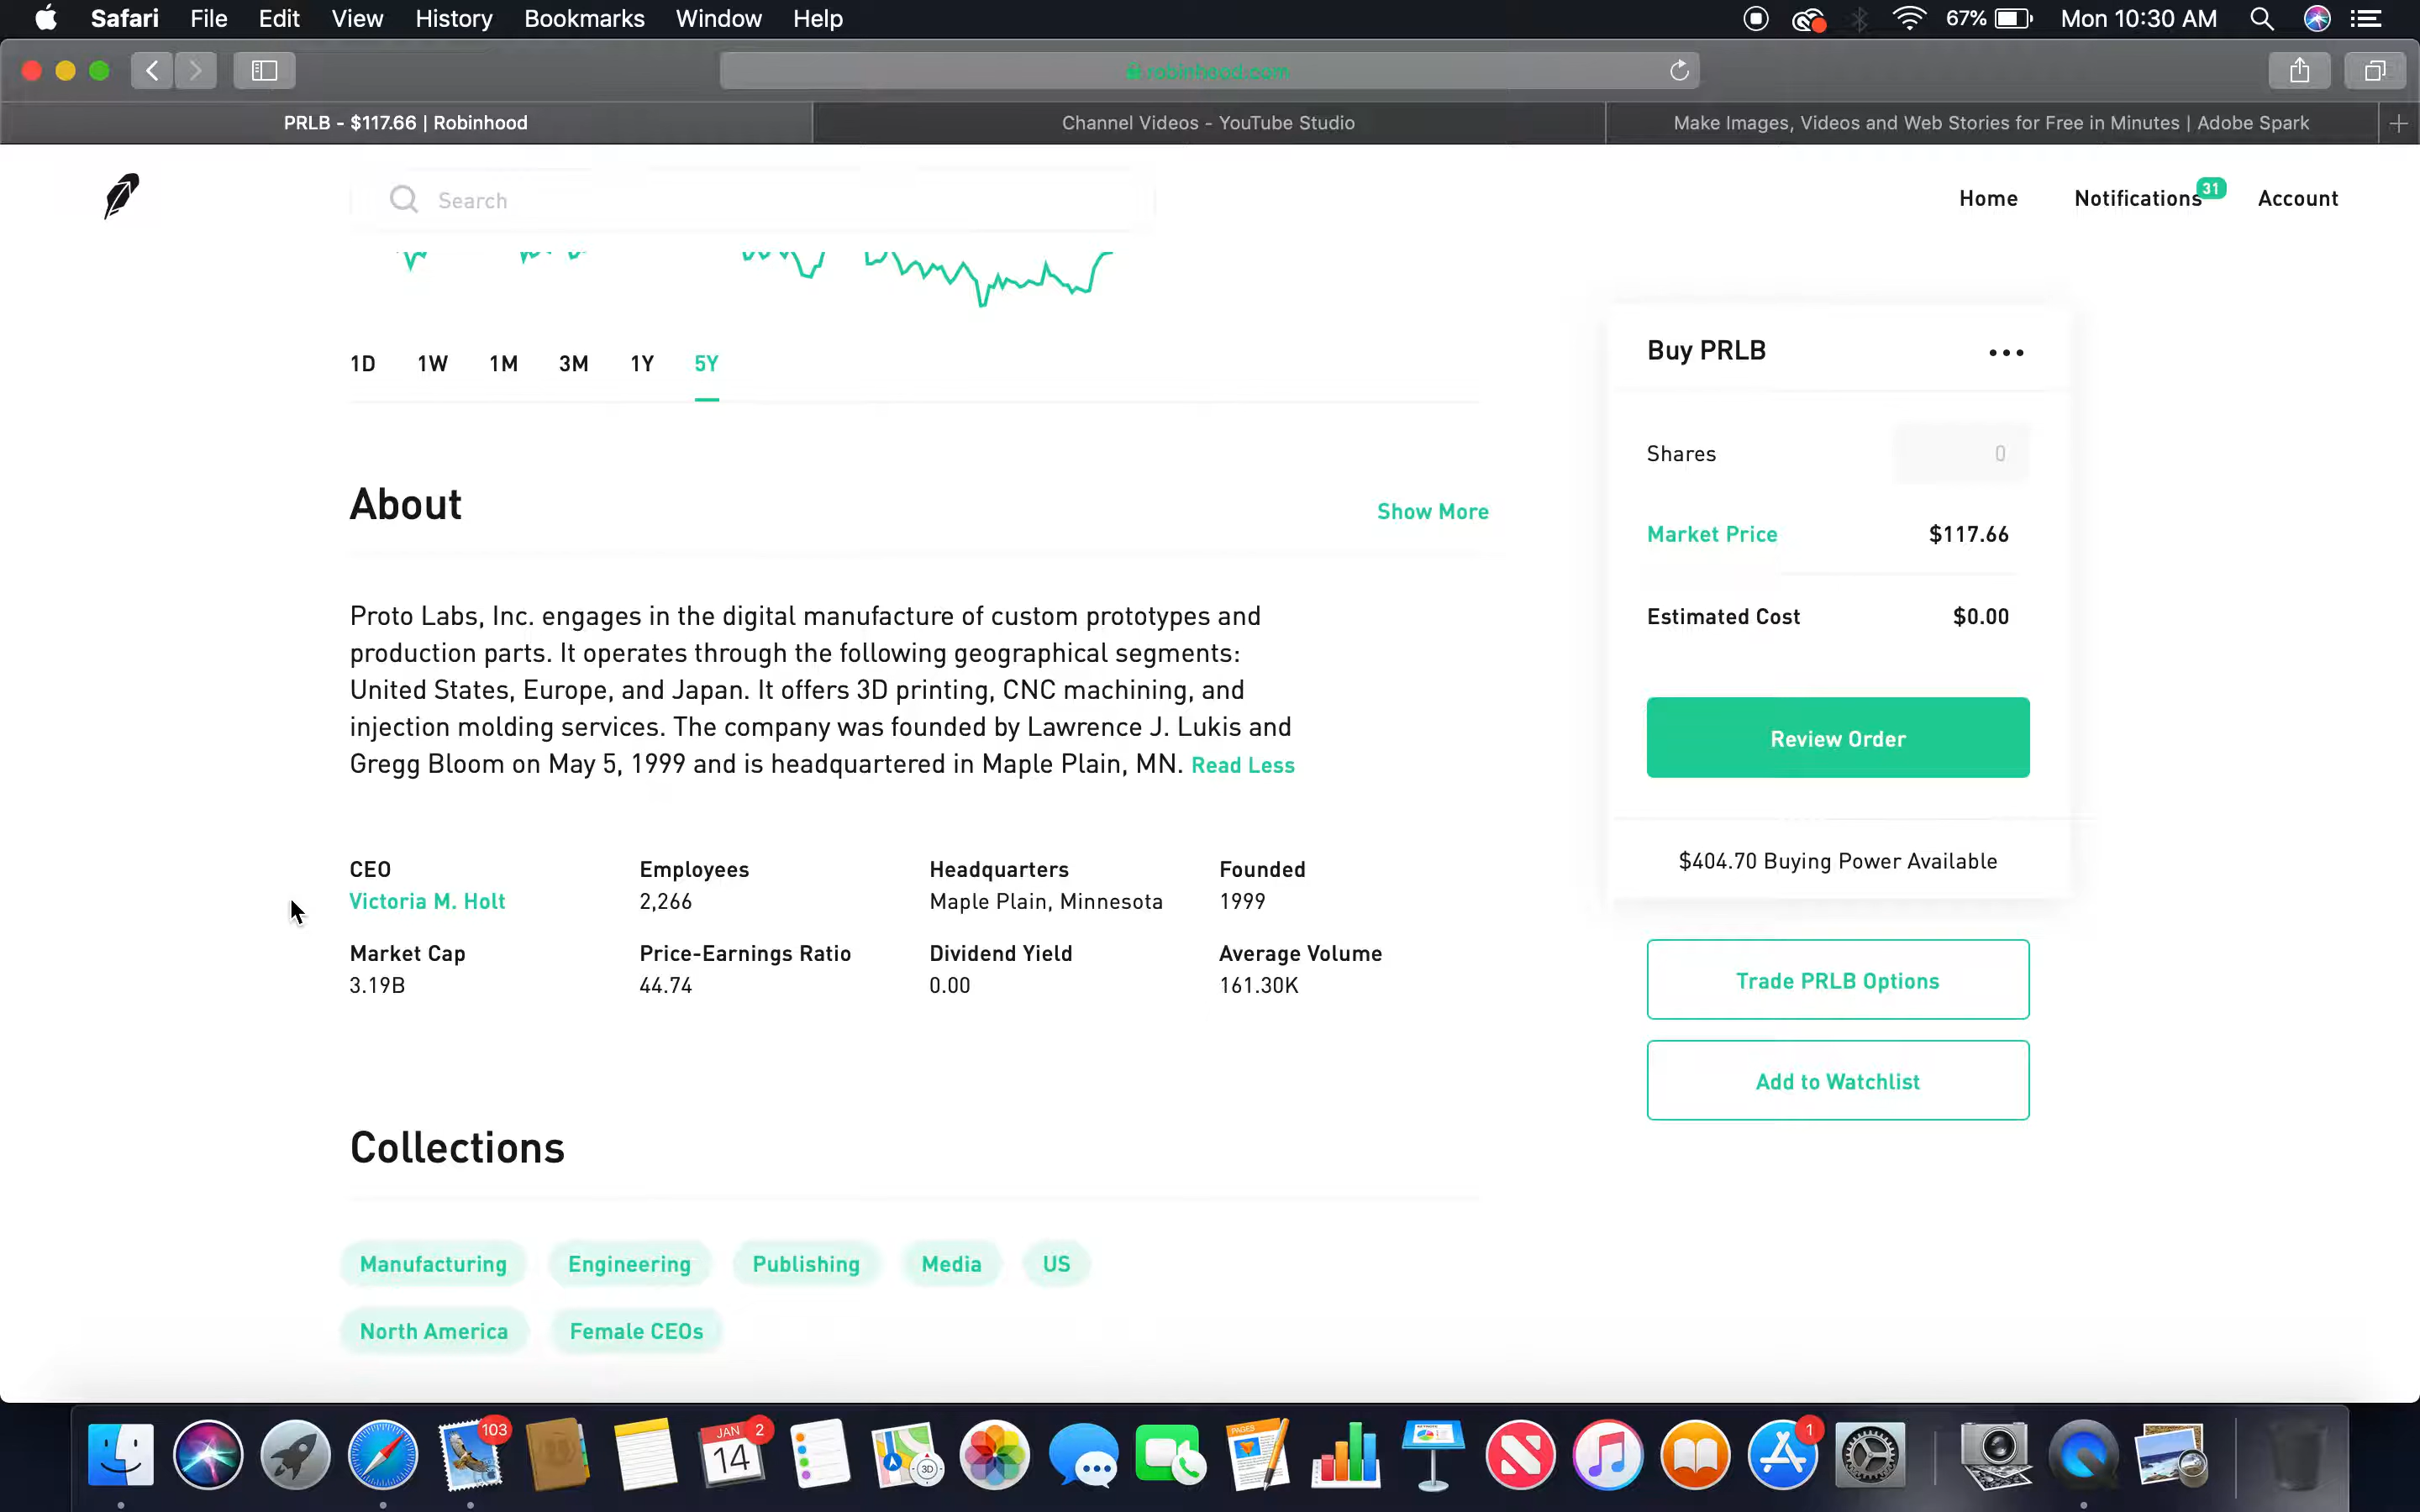 Safari File Edit View History Bookmarks Window Help 67% Mon 10:30 AM
robinhood.com
PRLB - $117.66 | Robinhood Channel Videos - YouTube Studio Make Images, Videos and Web Stories for Free in Minutes | Adobe Spark
Search Home Notifications 31 Account
1D 1W 1M 3M 1Y 5Y
About Show More
Proto Labs, Inc. engages in the digital manufacture of custom prototypes and
production parts. It operates through the following geographical segments:
United States, Europe, and Japan. It offers 3D printing, CNC machining, and
injection molding services. The company was founded by Lawrence J. Lukis and
Gregg Bloom on May 5, 1999 and is headquartered in Maple Plain, MN. Read Less
CEO Employees Headquarters Founded
Victoria M. Holt 2,266 Maple Plain, Minnesota 1999
Market Cap Price-Earnings Ratio Dividend Yield Average Volume
3.19B 44.74 0.00 161.30K
Collections
Manufacturing Engineering Publishing Media US
North America Female CEOs
Buy PRLB
Shares 0
Market Price $117.66
Estimated Cost $0.00
Review Order
$404.70 Buying Power Available
Trade PRLB Options
Add to Watchlist
103 JAN 14 2 3D PAGES 1